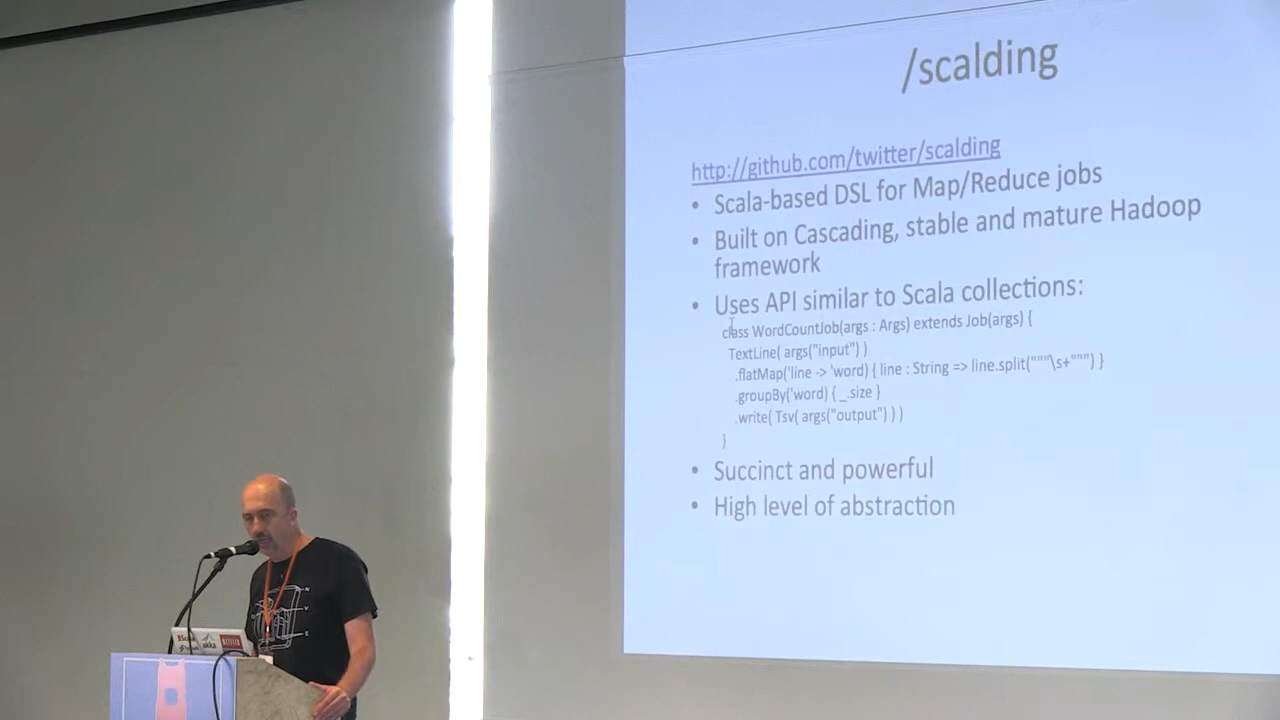 /scalding
http://github.com/twitter/scalding
• Scala-based DSL for Map/Reduce jobs
• Built on Cascading, stable and mature Hadoop
framework
• Uses API similar to Scala collections:
class WordCountJob(args : Args) extends Job(args) {
TextLine( args("input") )
.flatMap('line -> 'word) { line : String => line.split("""\s+""") }
.groupBy('word) { _.size }
.write( Tsv( args("output") ) )
}
• Succinct and powerful
• High level of abstraction
akka
NETFLIX